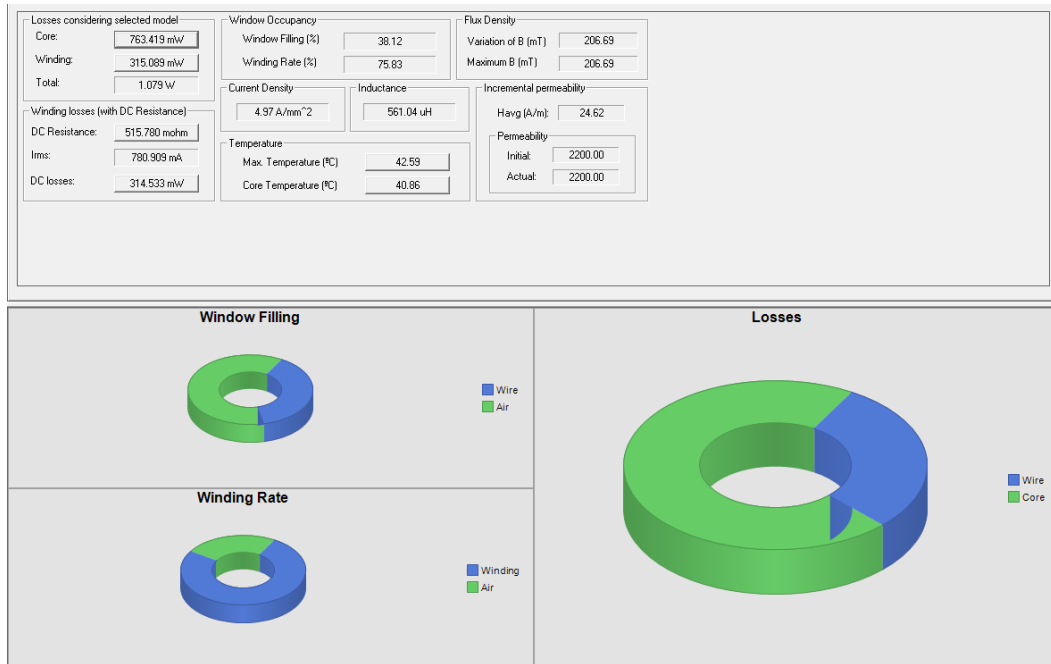 Losses considering selected model
Core: 763.419 mW
Winding: 315.089 mW
Total: 1.079 W
Winding losses (with DC Resistance)
DC Resistance: 515.780 mohm
Irms: 780.909 mA
DC losses: 314.533 mW
Window Occupancy
Window Filling (%) 38.12
Winding Rate (%) 75.83
Current Density
4.97 A/mm^2
Inductance
561.04 uH
Temperature
Max. Temperature (ºC) 42.59
Core Temperature (ºC) 40.86
Flux Density
Variation of B (mT) 206.69
Maximum B (mT) 206.69
Incremental permeability
Havg (A/m): 24.62
Permeability
Initial: 2200.00
Actual: 2200.00
Window Filling
Wire
Air
Winding Rate
Winding
Air
Losses
Wire
Core